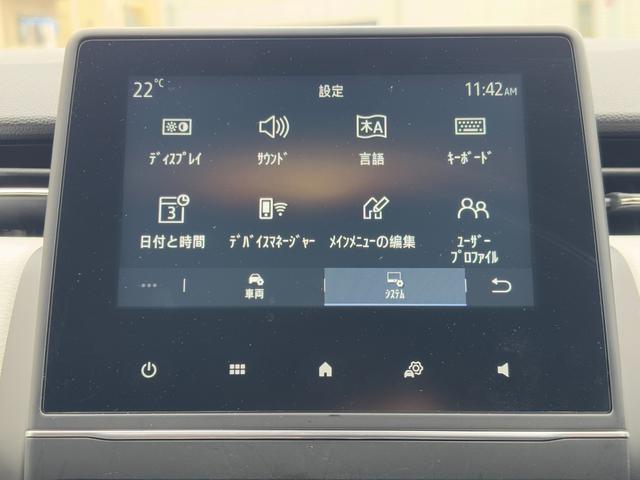 22°C 設定 11:42AM
ﾃﾞｨｽﾌﾟﾚｲ ｻｳﾝﾄﾞ 言語 ｷｰﾎﾞｰﾄﾞ
日付と時間 ﾃﾞﾊﾞｲｽﾏﾈｰｼﾞｬｰ ﾒｲﾝﾒﾆｭｰの編集 ﾕｰｻﾞｰ
ﾌﾟﾛﾌｧｲﾙ
車両 ｼｽﾃﾑ